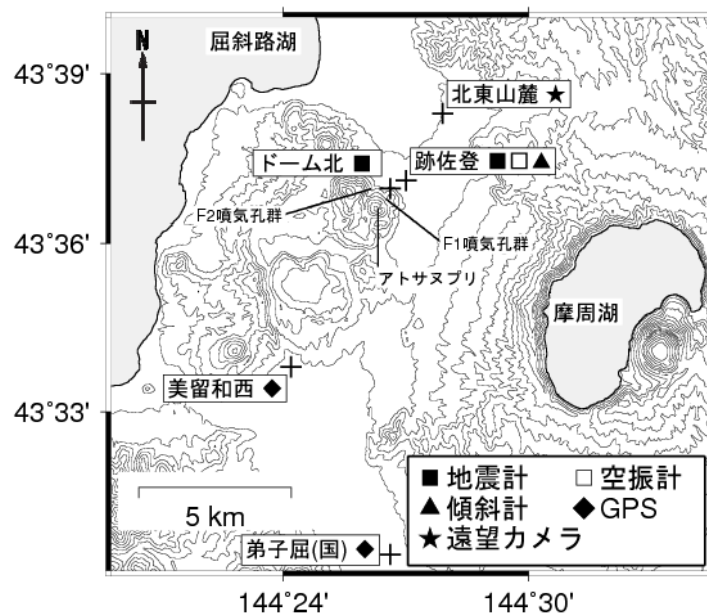 屈斜路湖
N
43°39'
北東山麓 ★
ドーム北 ■
跡佐登 ■□▲
F2噴気孔群
43°36'
F1噴気孔群
アトサヌプリ
摩周湖
美留和西 ◆
43°33'
■ 地震計 □ 空振計
▲ 傾斜計 ◆ GPS
★ 遠望カメラ
5 km
弟子屈(国) ◆
144°24' 144°30'